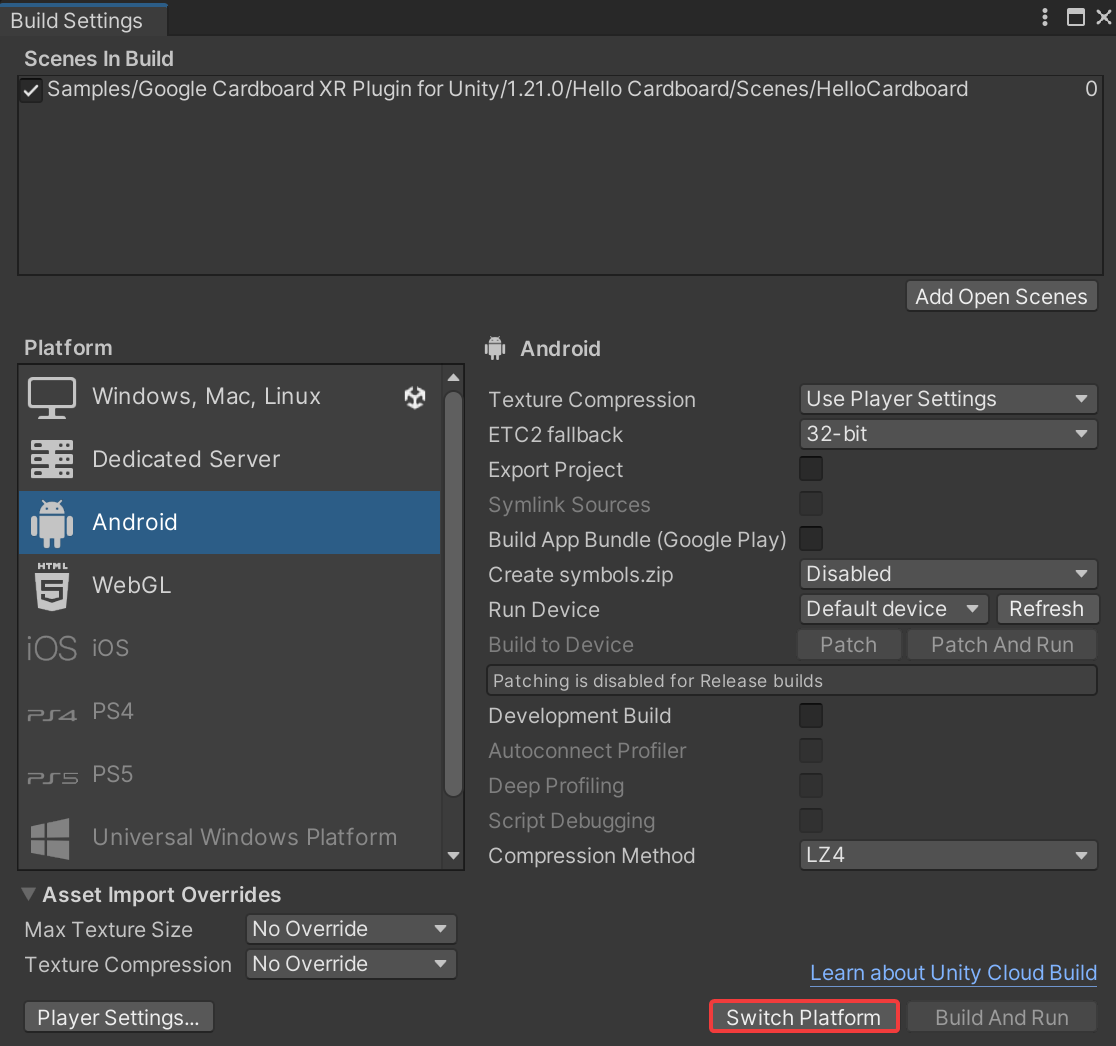 Build Settings
Scenes In Build
Samples/Google Cardboard XR Plugin for Unity/1.21.0/Hello Cardboard/Scenes/HelloCardboard 0
Add Open Scenes
Platform
Windows, Mac, Linux
Dedicated Server
Android
HTML
5
WebGL
iOS iOS
PS4 PS4
PS5 PS5
Universal Windows Platform
Android
Texture Compression Use Player Settings
ETC2 fallback 32-bit
Export Project
Symlink Sources
Build App Bundle (Google Play)
Create symbols.zip Disabled
Run Device Default device Refresh
Build to Device Patch Patch And Run
Patching is disabled for Release builds
Development Build
Autoconnect Profiler
Deep Profiling
Script Debugging
Compression Method LZ4
Asset Import Overrides
Max Texture Size No Override
Texture Compression No Override
Learn about Unity Cloud Build
Player Settings... Switch Platform Build And Run